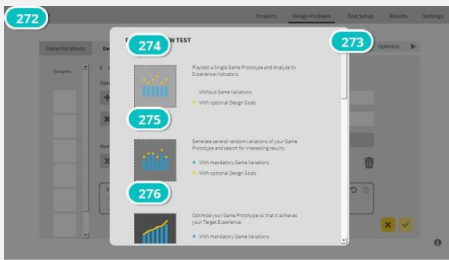 272
Projects
Design Problem
Test Setup
Results
Settings
274
W TEST
273
Game Variations
Optimize
Playtest a Single Game Prototype and Analyze its
Experience Indicators.
Without Game Variations
With optional Design Goals
275
Generate several random variations of your Game
Prototype and search for interesting results.
With mandatory Game Variations
With optional Design Goals
276
Optimize your Game Prototype so that it achieves
your Target Experience.
With mandatory Game Variations